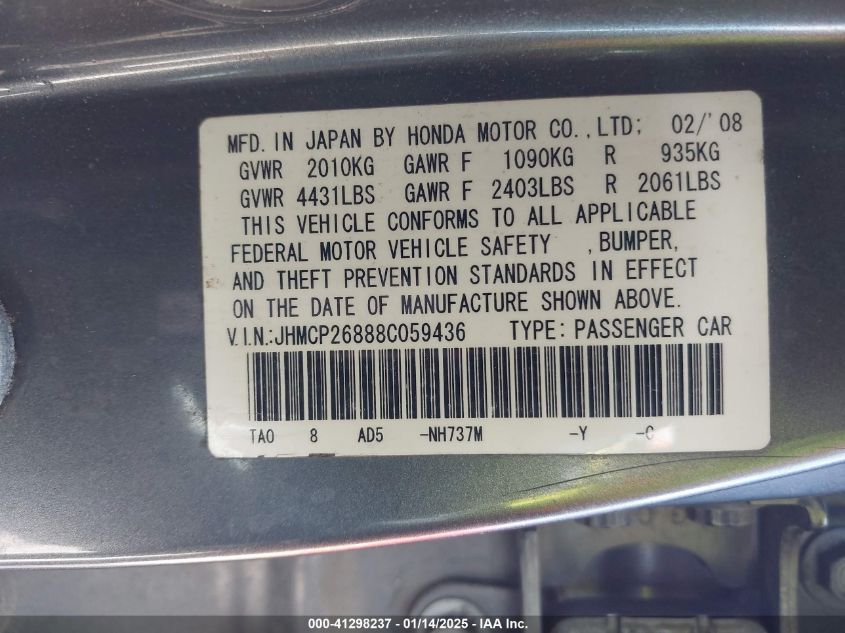 MFD. IN JAPAN BY HONDA MOTOR CO., LTD; 02/'08
GVWR 2010KG GAWR F 1090KG R 935KG
GVWR 4431LBS GAWR F 2403LBS R 2061LBS
THIS VEHICLE CONFORMS TO ALL APPLICABLE
FEDERAL MOTOR VEHICLE SAFETY , BUMPER,
AND THEFT PREVENTION STANDARDS IN EFFECT
ON THE DATE OF MANUFACTURE SHOWN ABOVE.
V.I.N.:JHMCP26888C059436 TYPE: PASSENGER CAR
TA0 8 AD5 -NH737M -Y -C
000-41298237 - 01/14/2025 - IAA Inc.